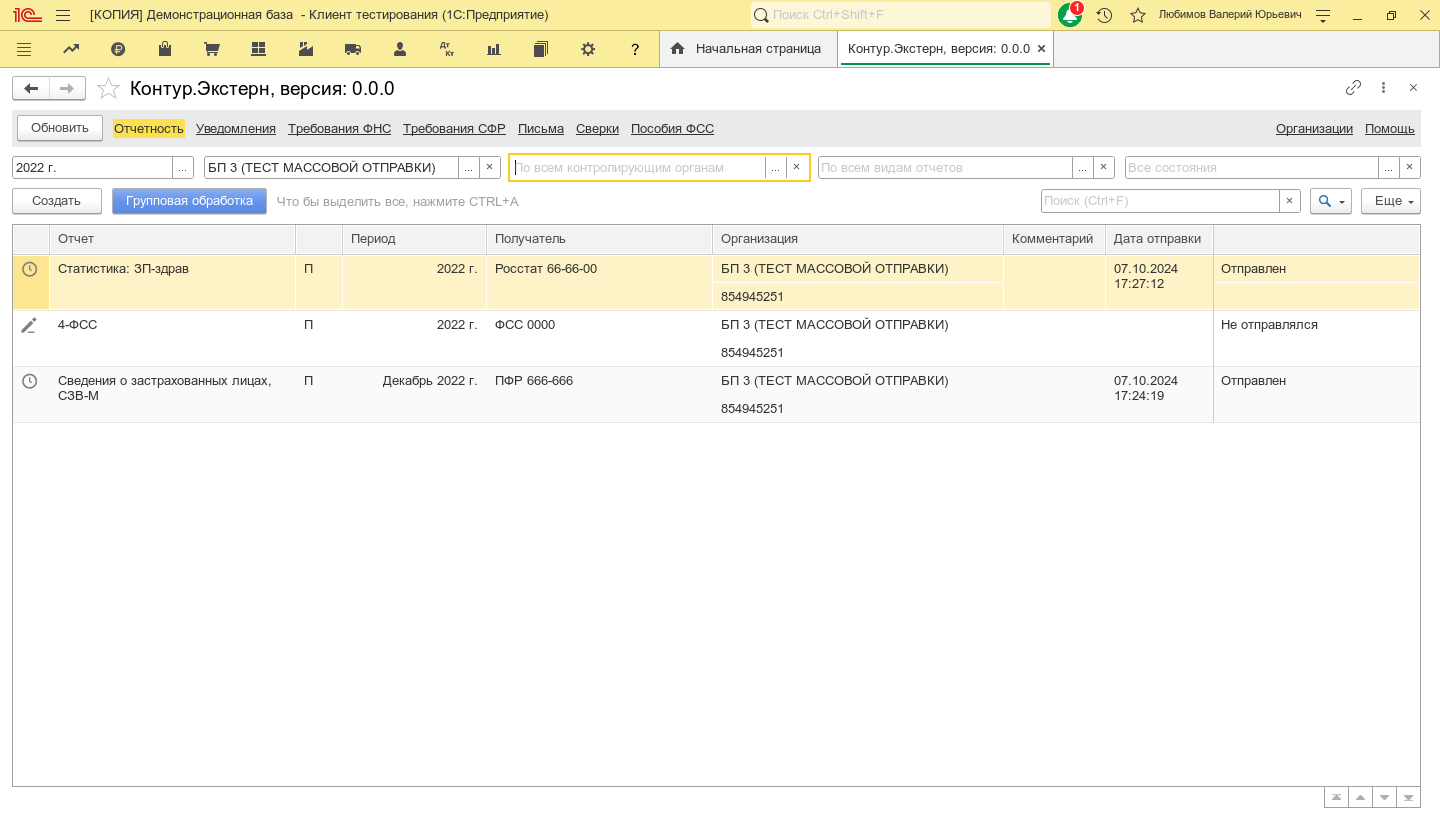 [КОПИЯ] Демонстрационная база - Клиент тестирования (1С:Предприятие)
Поиск Ctrl+Shift+F
1
Любимов Валерий Юрьевич
Дт Кт
?
Начальная страница
Контур.Экстерн, версия: 0.0.0
Контур.Экстерн, версия: 0.0.0
Обновить Отчетность Уведомления Требования ФНС Требования СФР Письма Сверки Пособия ФСС Организации Помощь
2022 г. ... БП 3 (ТЕСТ МАССОВОЙ ОТПРАВКИ) ... По всем контролирующим органам ... По всем видам отчетов ... Все состояния ...
Создать Групповая обработка Что бы выделить все, нажмите CTRL+A Поиск (Ctrl+F) Еще
Отчет Период Получатель Организация Комментарий Дата отправки
Статистика: ЗП-здрав П 2022 г. Росстат 66-66-00 БП 3 (ТЕСТ МАССОВОЙ ОТПРАВКИ) 07.10.2024 Отправлен
17:27:12
854945251
4-ФСС П 2022 г. ФСС 0000 БП 3 (ТЕСТ МАССОВОЙ ОТПРАВКИ) Не отправлялся
854945251
Сведения о застрахованных лицах, П Декабрь 2022 г. ПФР 666-666 БП 3 (ТЕСТ МАССОВОЙ ОТПРАВКИ) 07.10.2024 Отправлен
СЗВ-М 17:24:19
854945251